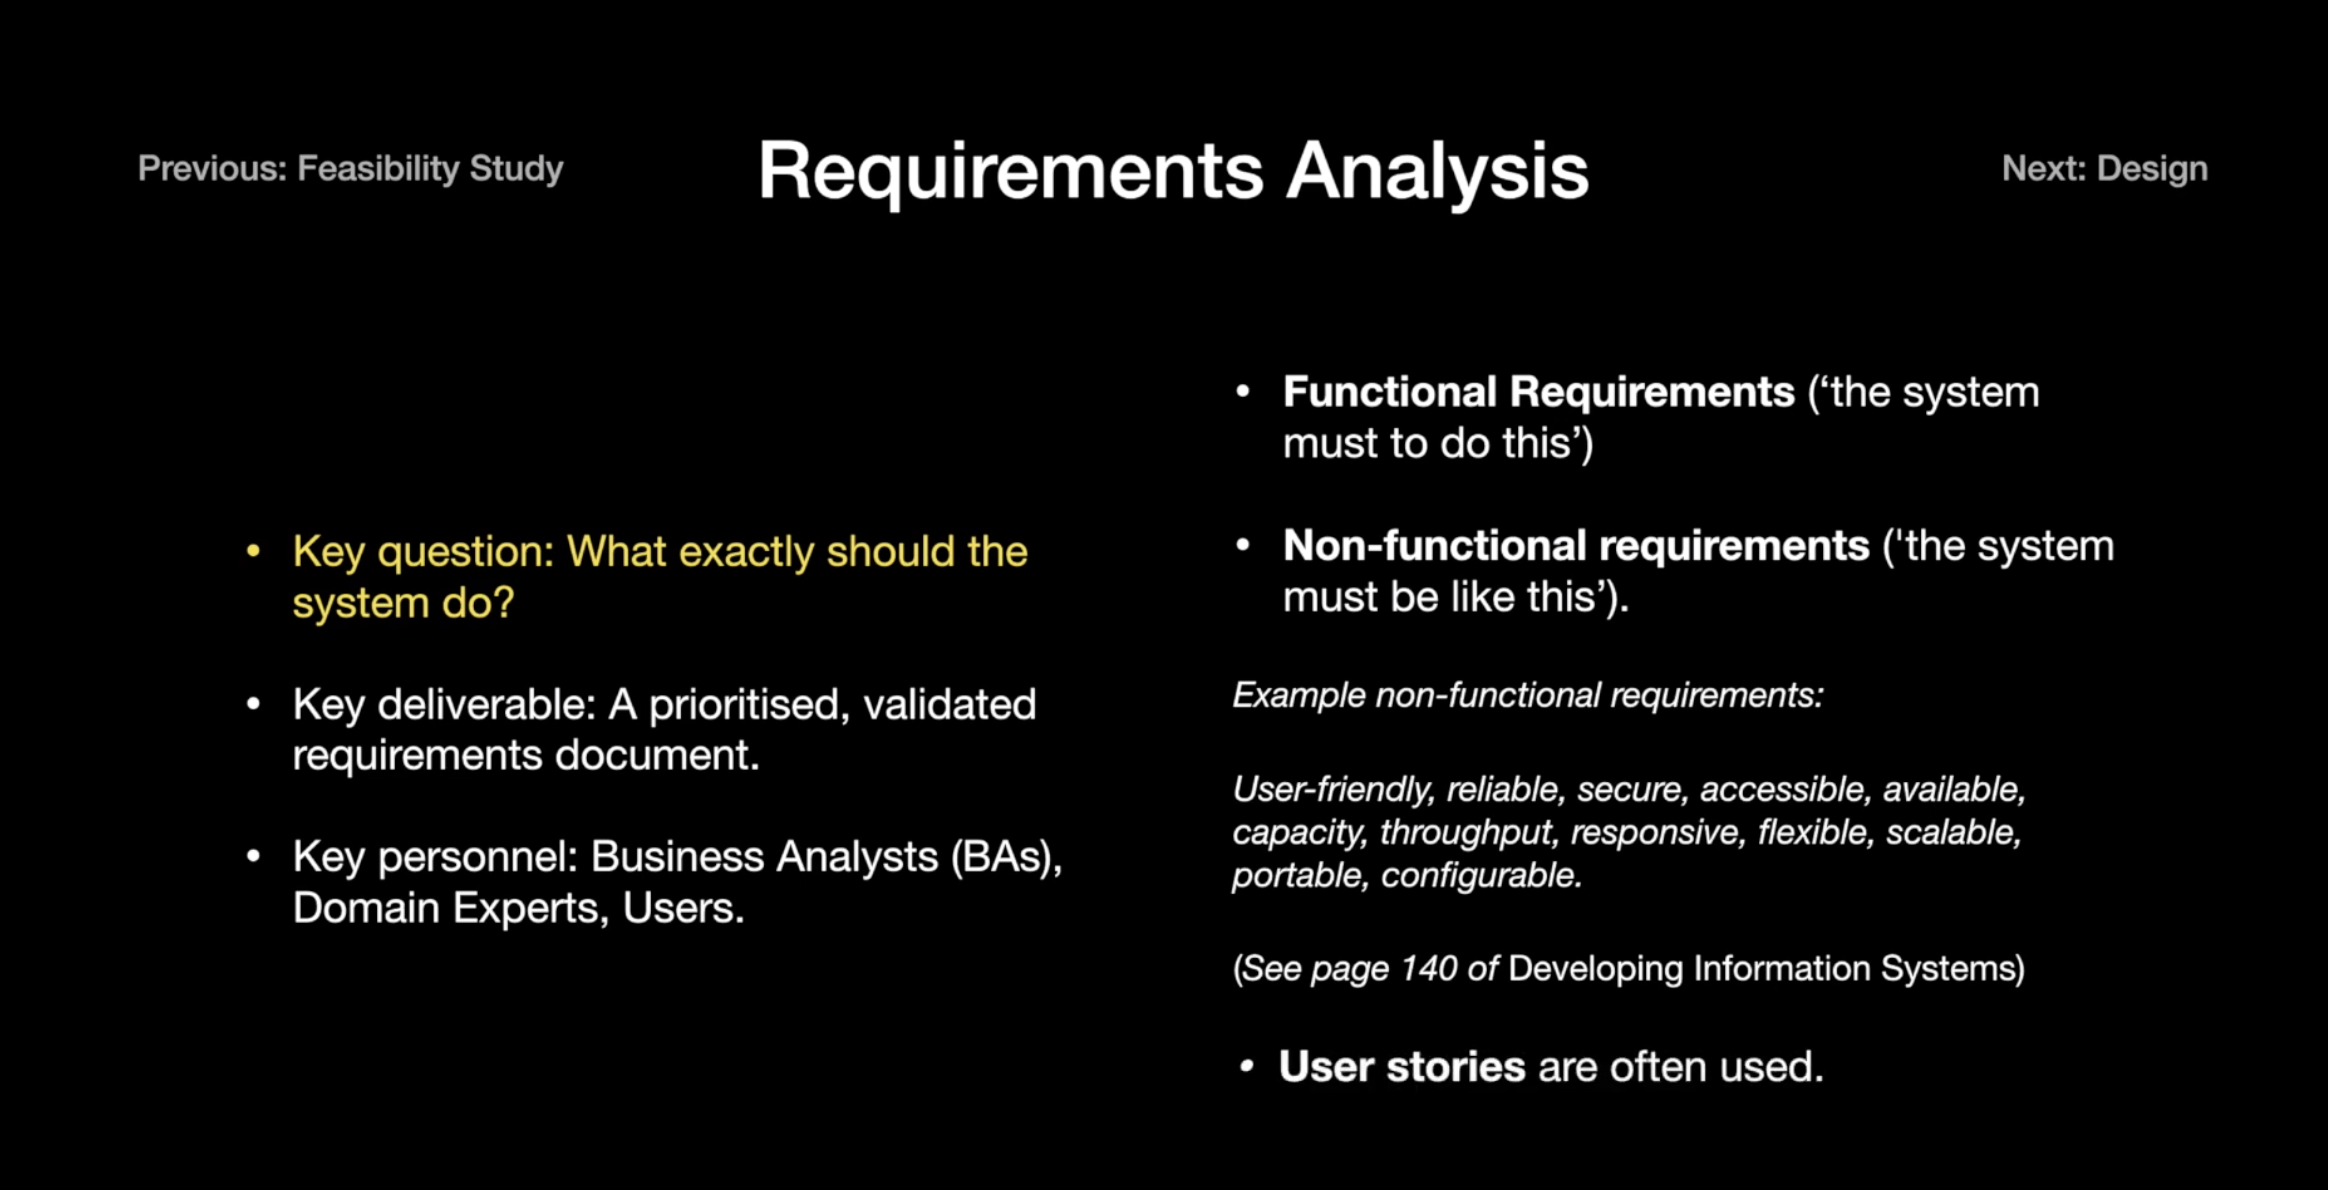 Previous: Feasibility Study
Requirements Analysis
Next: Design
• Key question: What exactly should the
system do?
• Key deliverable: A prioritised, validated
requirements document.
• Key personnel: Business Analysts (BAs),
Domain Experts, Users.
• Functional Requirements (‘the system
must to do this’)
• Non-functional requirements ('the system
must be like this’).
Example non-functional requirements:
User-friendly, reliable, secure, accessible, available,
capacity, throughput, responsive, flexible, scalable,
portable, configurable.
(See page 140 of Developing Information Systems)
• User stories are often used.